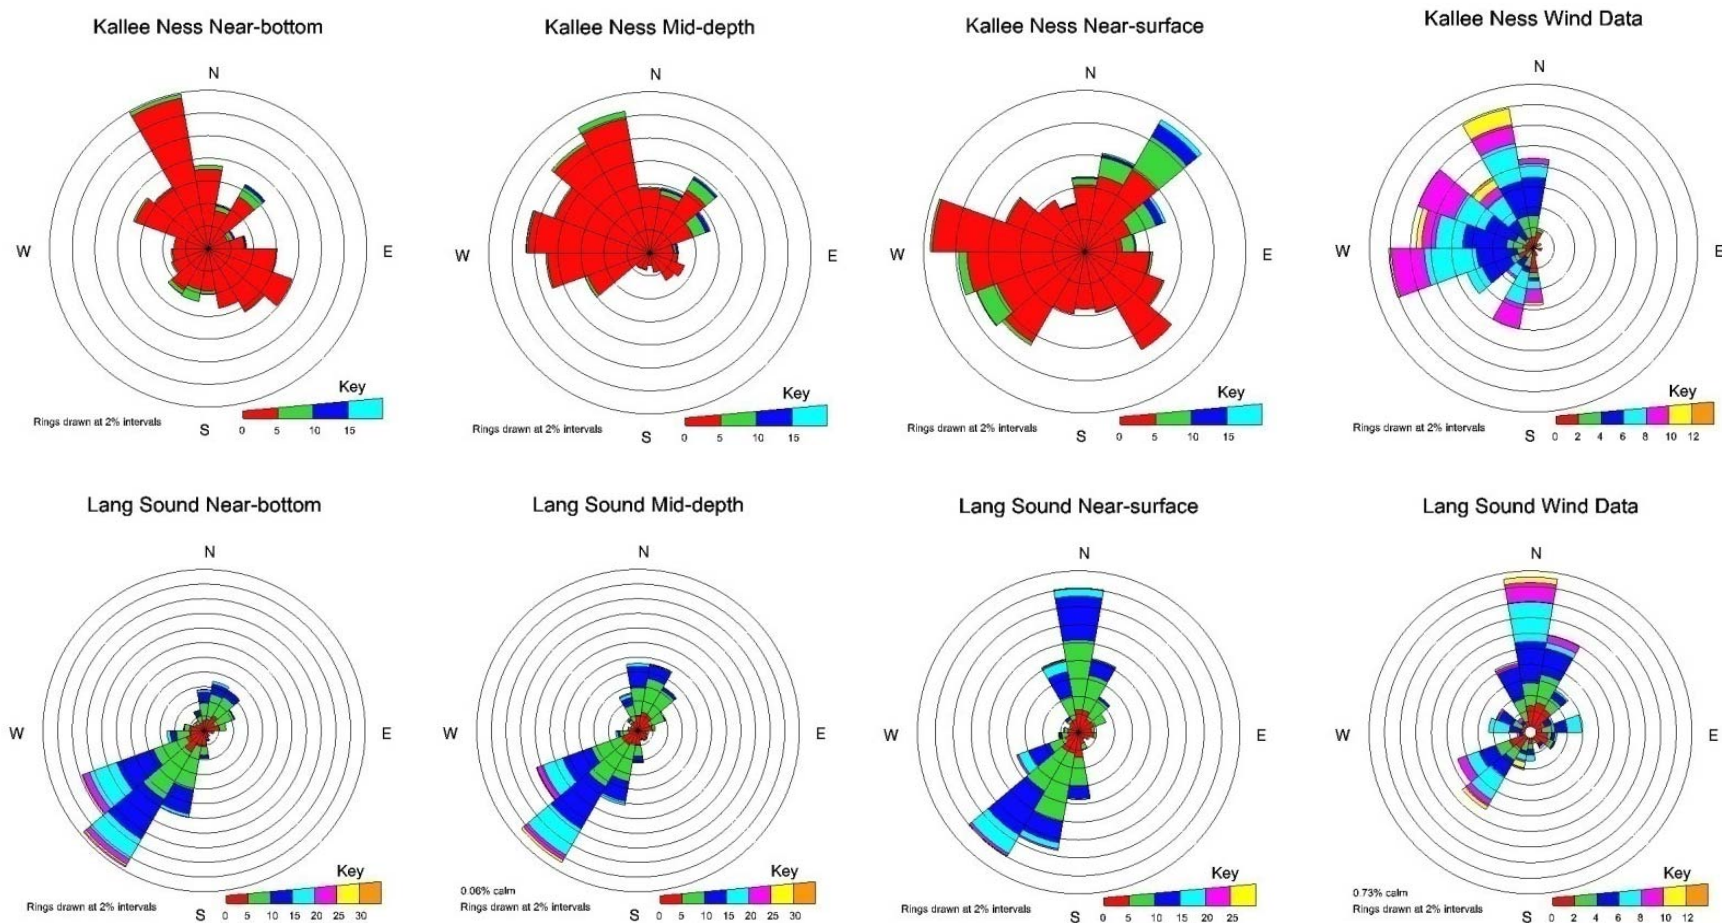 Kallee Ness Near-bottom
N
W
E
S
Rings drawn at 2% intervals
Key
0 5 10 15
Kallee Ness Mid-depth
N
W
E
S
Rings drawn at 2% intervals
Key
0 5 10 15
Kallee Ness Near-surface
N
W
E
S
Rings drawn at 2% intervals
Key
0 5 10 15
Kallee Ness Wind Data
N
W
E
S
Rings drawn at 2% intervals
Key
0 2 4 6 8 10 12
Lang Sound Near-bottom
N
W
E
S
Rings drawn at 2% intervals
Key
0 5 10 15 20 25 30
Lang Sound Mid-depth
N
W
E
S
0.06% calm
Rings drawn at 2% intervals
Key
0 5 10 15 20 25 30
Lang Sound Near-surface
N
W
E
S
Rings drawn at 2% intervals
Key
0 5 10 15 20 25
Lang Sound Wind Data
N
W
E
S
0.73% calm
Rings drawn at 2% intervals
Key
0 2 4 6 8 10 12